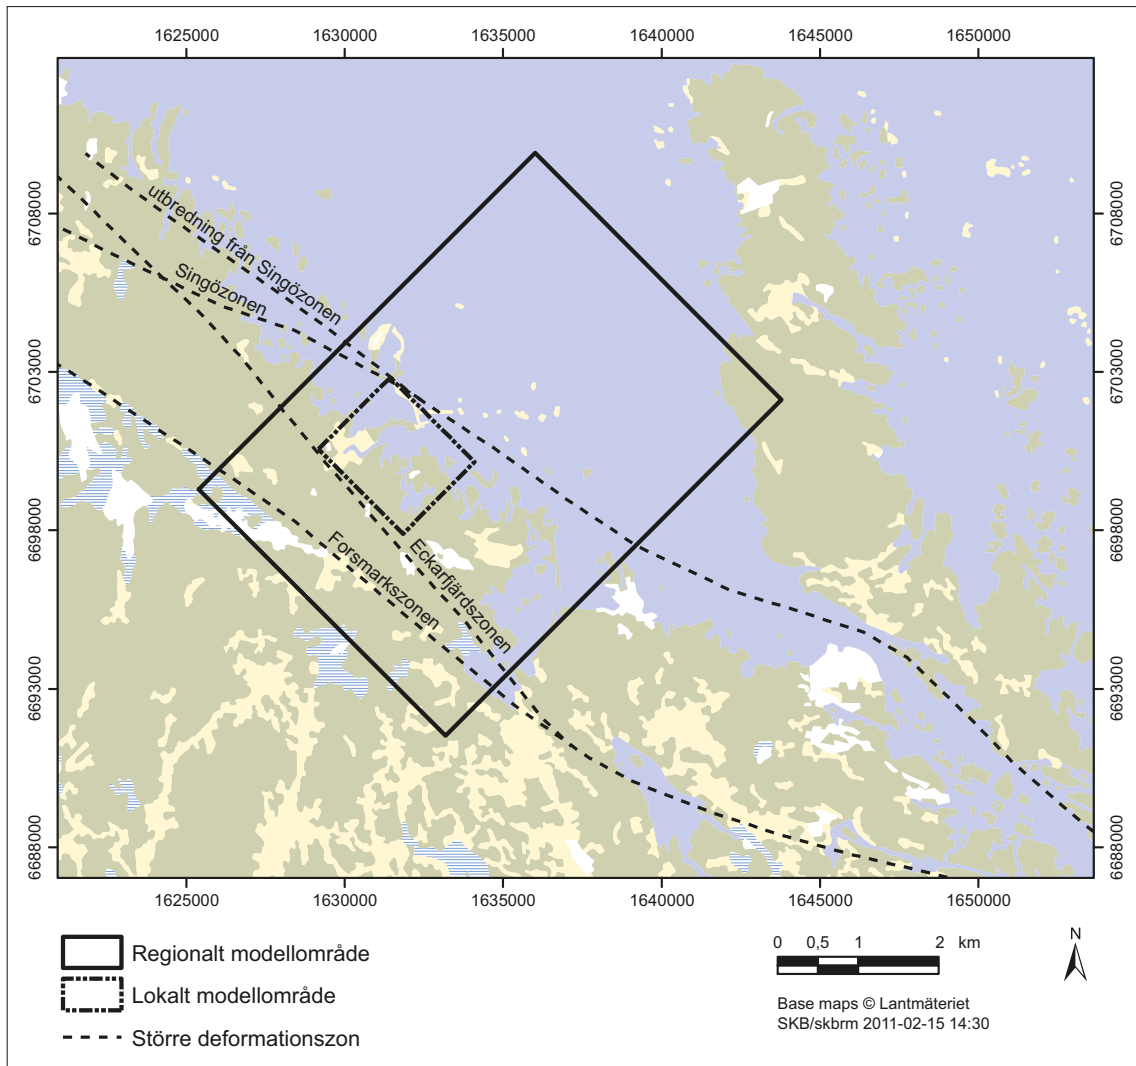 1625000 1630000 1635000 1640000 1645000 1650000
6708000
6703000
6698000
6693000
6688000
utbredning från Singözonen
Singözonen
Forsmarkszonen
Eckarfjärdszonen
6708000
6703000
6698000
6693000
6688000
1625000 1630000 1635000 1640000 1645000 1650000
Regionalt modellområde
Lokalt modellområde
Större deformationszon
0 0,5 1 2 km
N
Base maps © Lantmäteriet
SKB/skbrm 2011-02-15 14:30